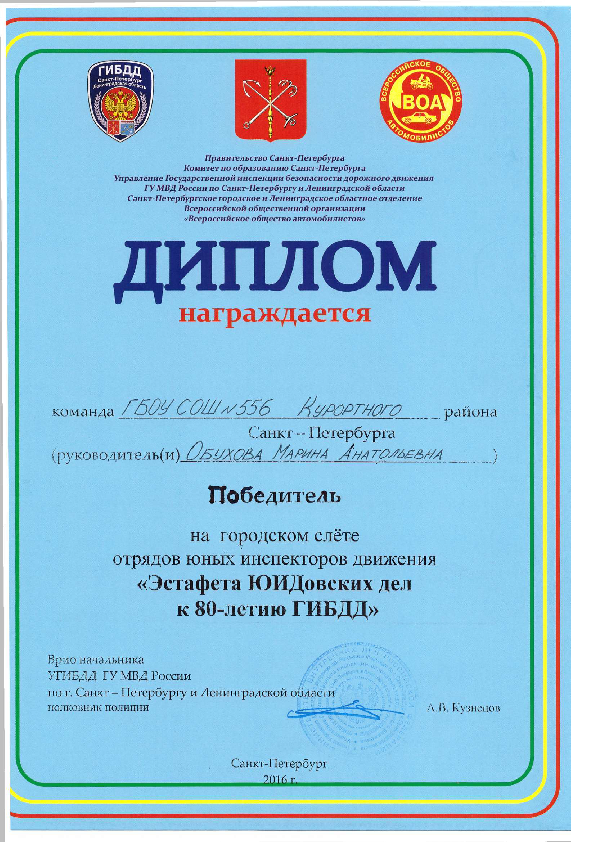 ГИБДД
Санкт-Петербург
Ленинградская область
ВСЕРОССИЙСКОЕ ОБЩЕСТВО
ВОА
АВТОМОБИЛИСТОВ
Правительство Санкт-Петербурга
Комитет по образованию Санкт-Петербурга
Управление Государственной инспекции безопасности дорожного движения
ГУ МВД России по Санкт-Петербургу и Ленинградской области
Санкт-Петербургское городское и Ленинградское областное отделение
Всероссийской общественной организации
«Всероссийское общество автомобилистов»
ДИПЛОМ
награждается
команда ГБОУ СОШ №556 Курортного района
Санкт – Петербурга
(руководитель(и) Обухова Марина Анатольевна)
Победитель
на городском слёте
отрядов юных инспекторов движения
«Эстафета ЮИДовских дел
к 80-летию ГИБДД»
Врио начальника
УГИБДД ГУ МВД России
по г. Санкт – Петербургу и Ленинградской области
полковник полиции А.В. Кузнецов
Санкт-Петербург
2016 г.